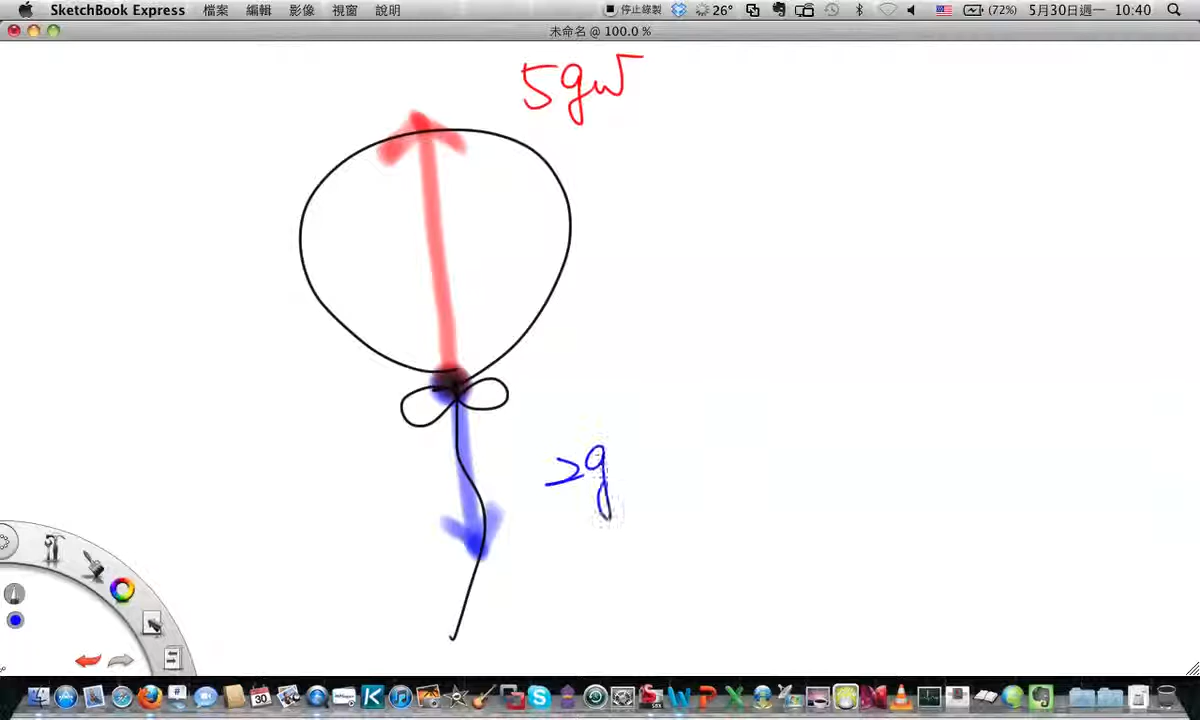 SketchBook Express 檔案 編輯 影像 視窗 說明 停止錄製 26° (72%) 5月30日週一 10:40
未命名 @ 100.0 %
5gw
2g